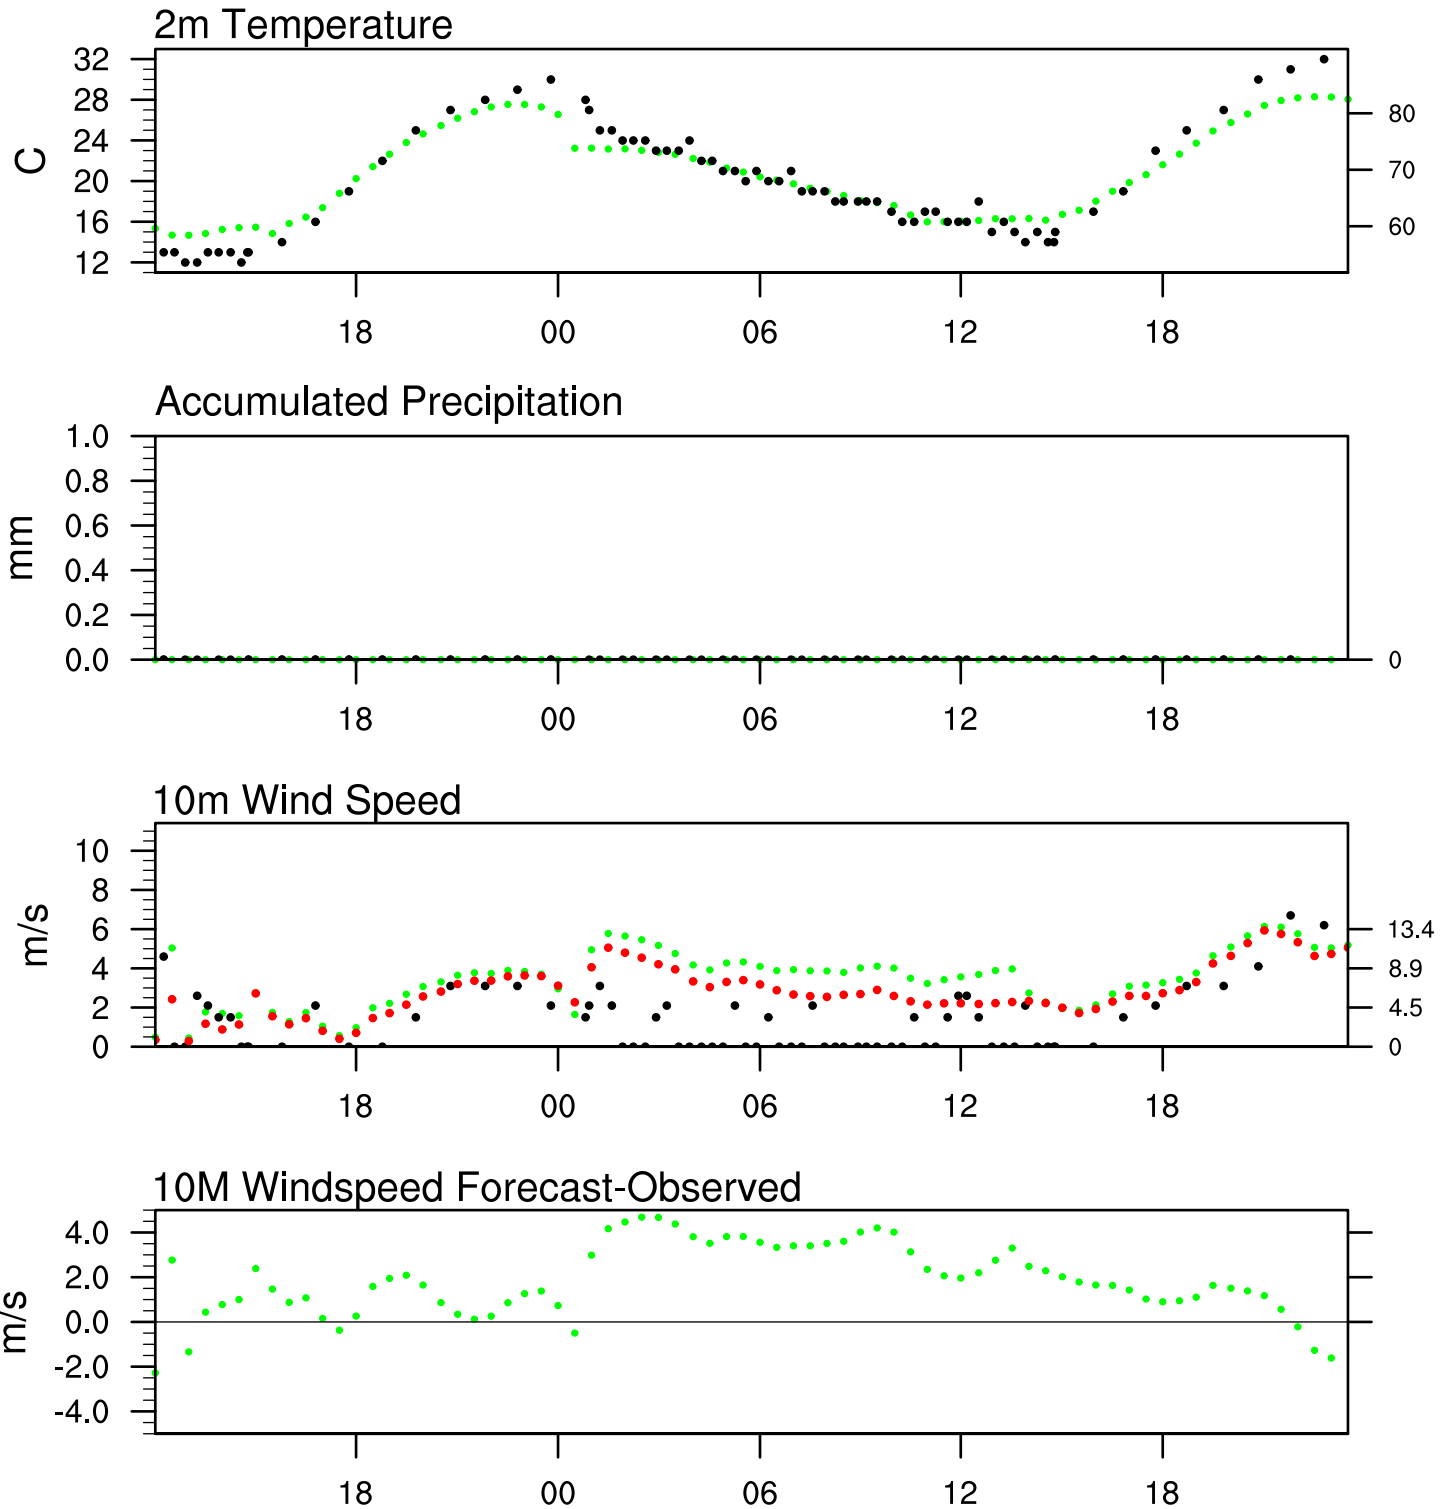 2m Temperature
32
28
24
20
16
12
C
80
70
60
18 00 06 12 18
Accumulated Precipitation
1.0
0.8
0.6
0.4
0.2
0.0
mm
0
18 00 06 12 18
10m Wind Speed
10
8
6
4
2
0
m/s
13.4
8.9
4.5
0
18 00 06 12 18
10M Windspeed Forecast-Observed
4.0
2.0
0.0
-2.0
-4.0
m/s
18 00 06 12 18